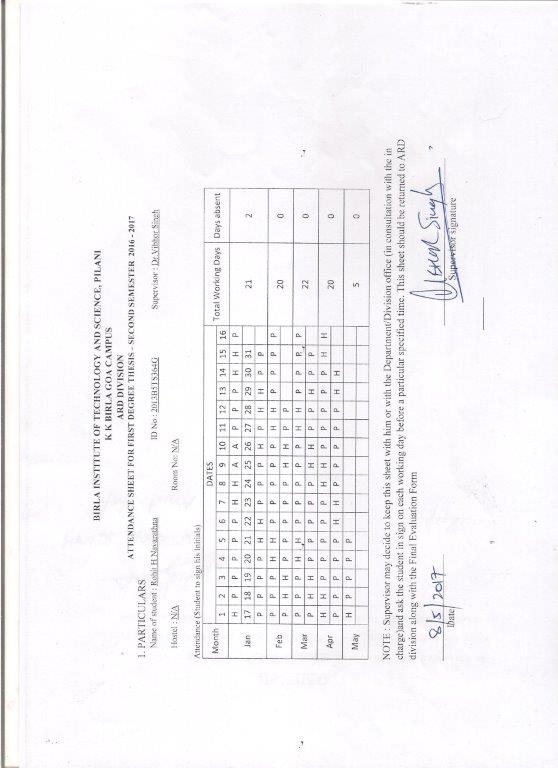 BIRLA INSTITUTE OF TECHNOLOGY AND SCIENCE, PILANI
K K BIRLA GOA CAMPUS
ARD DIVISION
ATTENDANCE SHEET FOR FIRST DEGREE THESIS - SECOND SEMESTER 2016 - 2017
1. PARTICULARS
Name of student : Rohit H Navarathna ID No : 2013B5TS364G Supervisor : Dr.Vibhor Singh
Hostel : N/A Room No: N/A
Attendance (Student to sign his Initials)
Month DATES Total Working Days Days absent
1 2 3 4 5 6 7 8 9 10 11 12 13 14 15 16
Jan H P P P P P H H A A P P P H H P 21 2
17 18 19 20 21 22 23 24 25 26 27 28 29 30 31
P P P P H H P P P H P H H P P
Feb P P P H H P P P P P H H P P P P 20 0
P H H P P P P P H H P P
Mar P P P H H P P P P P H H P P P P 22 0
P H H P P P P P H H P P H P P
Apr H H P P P P P H H P P P P P H H 20 0
P P P P P H H P P P P P H H
May H P P P P 5 0
NOTE : Supervisor may decide to keep this sheet with him or with the Department/Division office (in consultation with the in
charge)and ask the student in sign on each working day before a particular specified time. This sheet should be returned to ARD
division along with the Final Evaluation Form
8/5/2017 Vibhor Singh
Date Supervisor signature